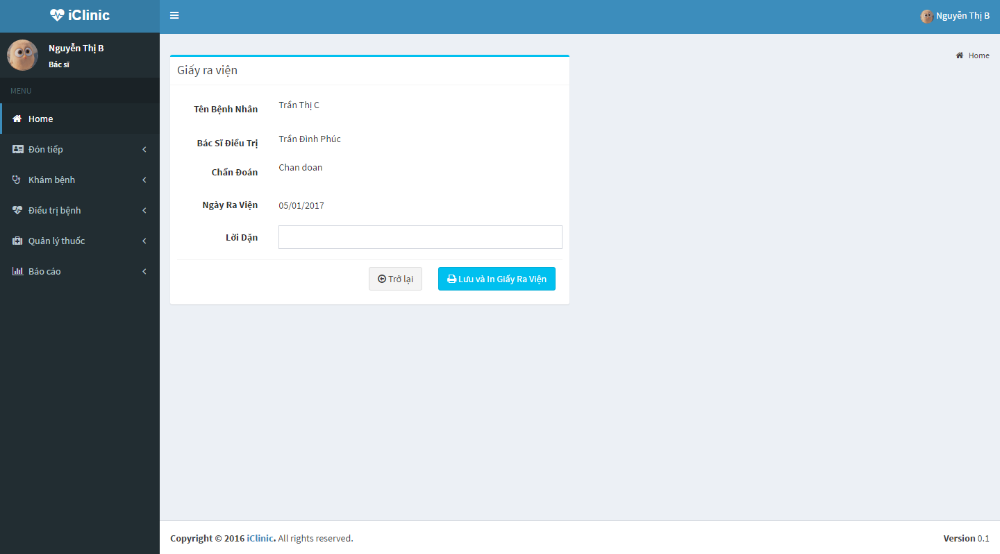 iClinic
Nguyễn Thị B
Nguyễn Thị B
Bác sĩ
MENU
Home
Đón tiếp
Khám bệnh
Điều trị bệnh
Quản lý thuốc
Báo cáo
Home
Giấy ra viện
Tên Bệnh Nhân Trần Thị C
Bác Sĩ Điều Trị Trần Đình Phúc
Chẩn Đoán Chan doan
Ngày Ra Viện 05/01/2017
Lời Dặn
Trở lại Lưu và In Giấy Ra Viện
Copyright © 2016 iClinic. All rights reserved. Version 0.1